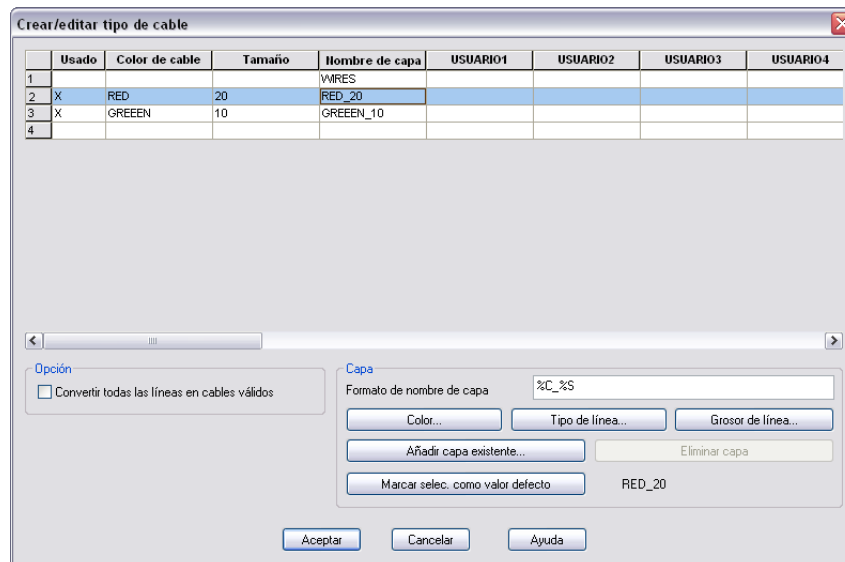 Crear/editar tipo de cable
Usado Color de cable Tamaño Nombre de capa USUARIO1 USUARIO2 USUARIO3 USUARIO4
1 WIRES
2 X RED 20 RED_20
3 X GREEEN 10 GREEEN_10
4
Opción
Convertir todas las líneas en cables válidos
Capa
Formato de nombre de capa %C_%S
Color... Tipo de línea... Grosor de línea...
Añadir capa existente... Eliminar capa
Marcar selec. como valor defecto RED_20
Aceptar Cancelar Ayuda